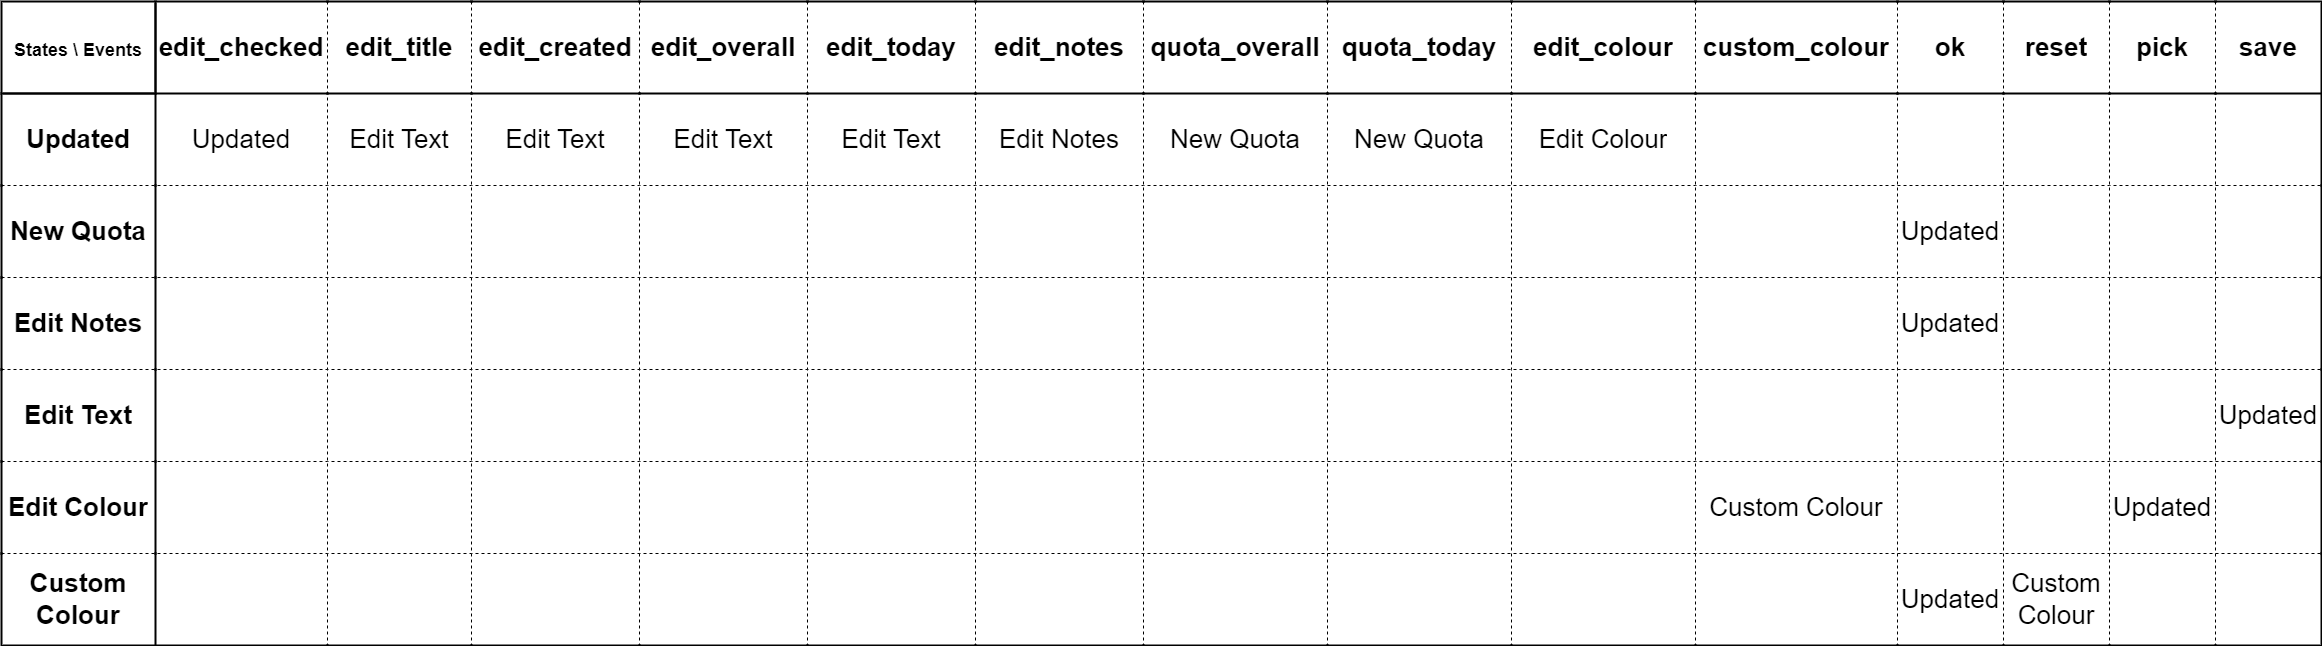 States \ Events edit_checked edit_title edit_created edit_overall edit_today edit_notes quota_overall quota_today edit_colour custom_colour ok reset pick save
Updated Updated Edit Text Edit Text Edit Text Edit Text Edit Notes New Quota New Quota Edit Colour
New Quota Updated
Edit Notes Updated
Edit Text Updated
Edit Colour Custom Colour Updated
Custom
Colour
Updated
Custom
Colour